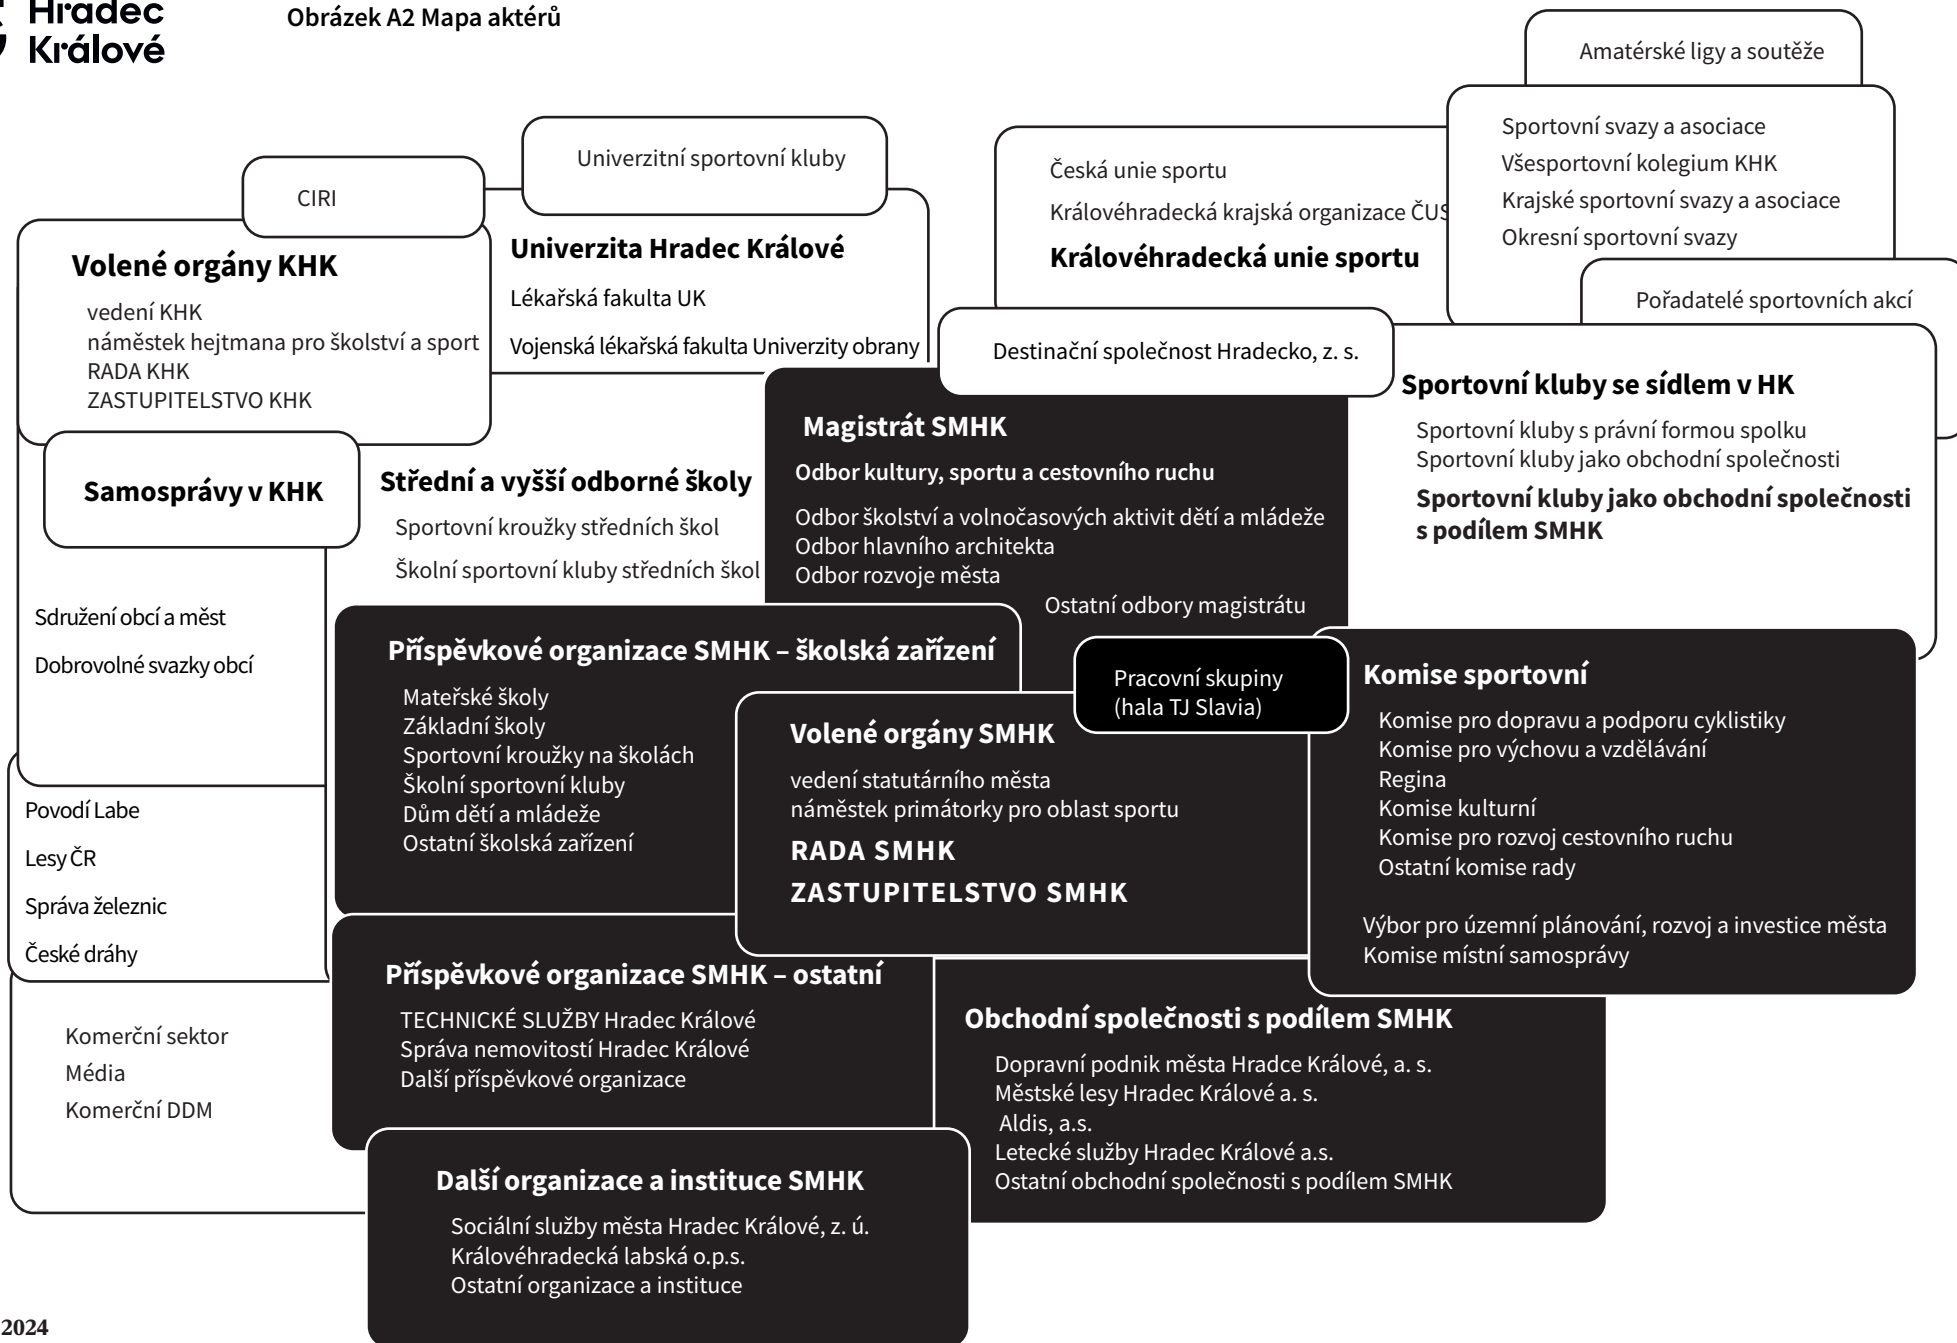 Hradec
Králové
Obrázek A2 Mapa aktérů
Amatérské ligy a soutěže
Sportovní svazy a asociace
Všesportovní kolegium KHK
Krajské sportovní svazy a asociace
Okresní sportovní svazy
Univerzitní sportovní kluby
Česká unie sportu
Královéhradecká krajská organizace ČUS
Královéhradecká unie sportu
CIRI
Volené orgány KHK
vedení KHK
náměstek hejtmana pro školství a sport
RADA KHK
ZASTUPITELSTVO KHK
Univerzita Hradec Králové
Lékařská fakulta UK
Vojenská lékařská fakulta Univerzity obrany
Pořadatelé sportovních akcí
Destinační společnost Hradecko, z. s.
Sportovní kluby se sídlem v HK
Sportovní kluby s právní formou spolku
Sportovní kluby jako obchodní společnosti
Sportovní kluby jako obchodní společnosti
s podílem SMHK
Magistrát SMHK
Odbor kultury, sportu a cestovního ruchu
Odbor školství a volnočasových aktivit dětí a mládeže
Odbor hlavního architekta
Odbor rozvoje města
Ostatní odbory magistrátu
Samosprávy v KHK
Střední a vyšší odborné školy
Sportovní kroužky středních škol
Školní sportovní kluby středních škol
Sdružení obcí a měst
Dobrovolné svazky obcí
Příspěvkové organizace SMHK – školská zařízení
Mateřské školy
Základní školy
Sportovní kroužky na školách
Školní sportovní kluby
Dům dětí a mládeže
Ostatní školská zařízení
Pracovní skupiny
(hala TJ Slavia)
Volené orgány SMHK
vedení statutárního města
náměstek primátorky pro oblast sportu
RADA SMHK
ZASTUPITELSTVO SMHK
Komise sportovní
Komise pro dopravu a podporu cyklistiky
Komise pro výchovu a vzdělávání
Regina
Komise kulturní
Komise pro rozvoj cestovního ruchu
Ostatní komise rady
Výbor pro územní plánování, rozvoj a investice města
Komise místní samosprávy
Povodí Labe
Lesy ČR
Správa železnic
České dráhy
Příspěvkové organizace SMHK – ostatní
TECHNICKÉ SLUŽBY Hradec Králové
Správa nemovitostí Hradec Králové
Další příspěvkové organizace
Obchodní společnosti s podílem SMHK
Dopravní podnik města Hradce Králové, a. s.
Městské lesy Hradec Králové a. s.
Aldis, a.s.
Letecké služby Hradec Králové a.s.
Ostatní obchodní společnosti s podílem SMHK
Komerční sektor
Média
Komerční DDM
Další organizace a instituce SMHK
Sociální služby města Hradec Králové, z. ú.
Královéhradecká labská o.p.s.
Ostatní organizace a instituce
2024